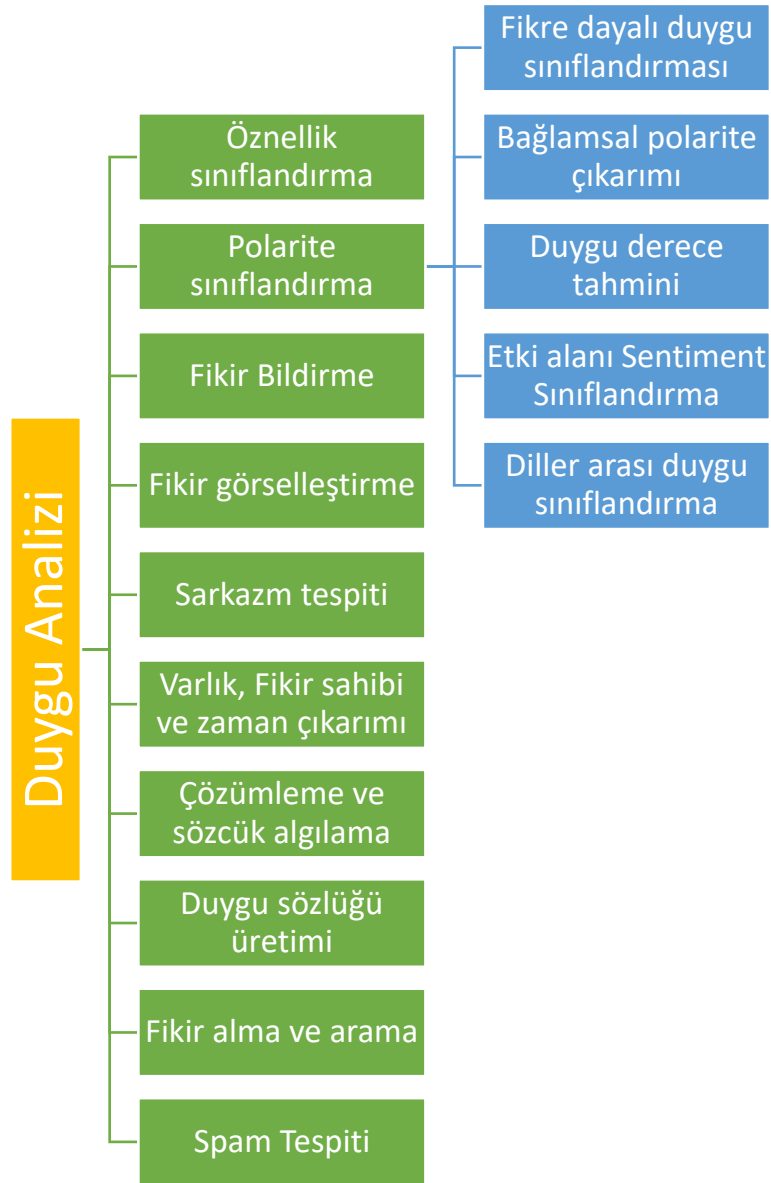 Duygu Analizi
Öznellik
sınıflandırma
Polarite
sınıflandırma
Fikir Bildirme
Fikir görselleştirme
Sarkazm tespiti
Varlık, Fikir sahibi
ve zaman çıkarımı
Çözümleme ve
sözcük algılama
Duygu sözlüğü
üretimi
Fikir alma ve arama
Spam Tespiti
Fikre dayalı duygu
sınıflandırması
Bağlamsal polarite
çıkarımı
Duygu derece
tahmini
Etki alanı Sentiment
Sınıflandırma
Diller arası duygu
sınıflandırma